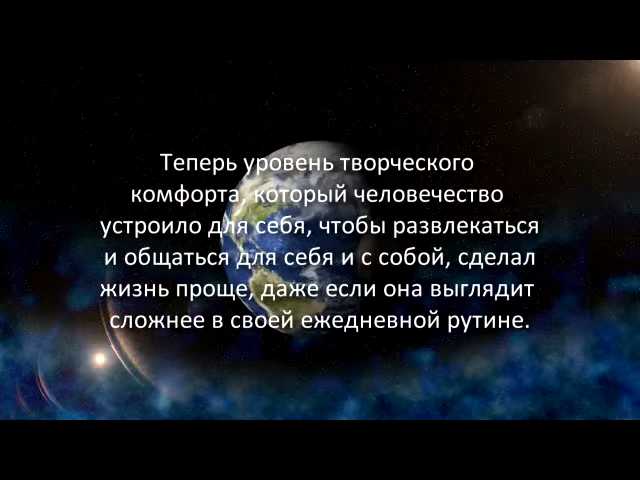 Теперь уровень творческого
комфорта, который человечество
устроило для себя, чтобы развлекаться
и общаться для себя и с собой, сделал
жизнь проще, даже если она выглядит
сложнее в своей ежедневной рутине.